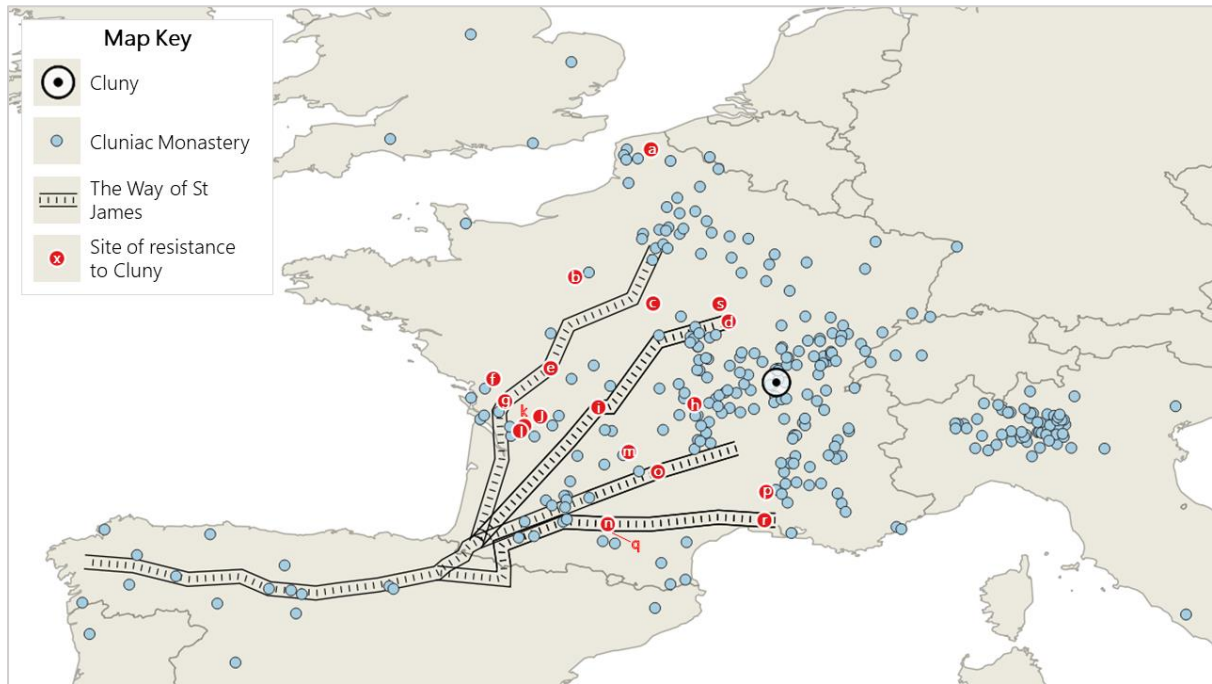 Map Key
Cluny
Cluniac Monastery
The Way of St
James
Site of resistance
to Cluny
x
a
b
c
s
d
e
f
g
k
J
l
i
h
m
o
p
n
r
q